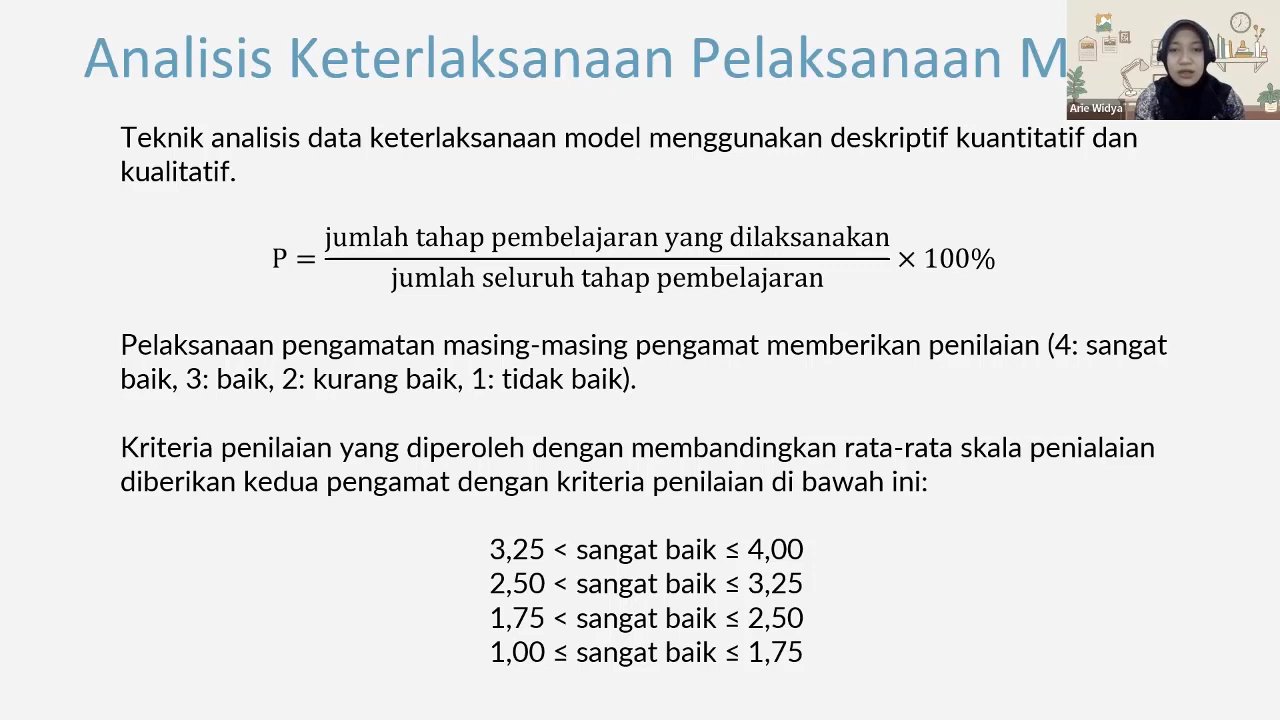 Analisis Keterlaksanaan Pelaksanaan M
Arie Widya
Teknik analisis data keterlaksanaan model menggunakan deskriptif kuantitatif dan
kualitatif.
P = jumlah tahap pembelajaran yang dilaksanakan / jumlah seluruh tahap pembelajaran × 100%
Pelaksanaan pengamatan masing-masing pengamat memberikan penilaian (4: sangat
baik, 3: baik, 2: kurang baik, 1: tidak baik).
Kriteria penilaian yang diperoleh dengan membandingkan rata-rata skala penialaian
diberikan kedua pengamat dengan kriteria penilaian di bawah ini:
3,25 < sangat baik ≤ 4,00
2,50 < sangat baik ≤ 3,25
1,75 < sangat baik ≤ 2,50
1,00 ≤ sangat baik ≤ 1,75